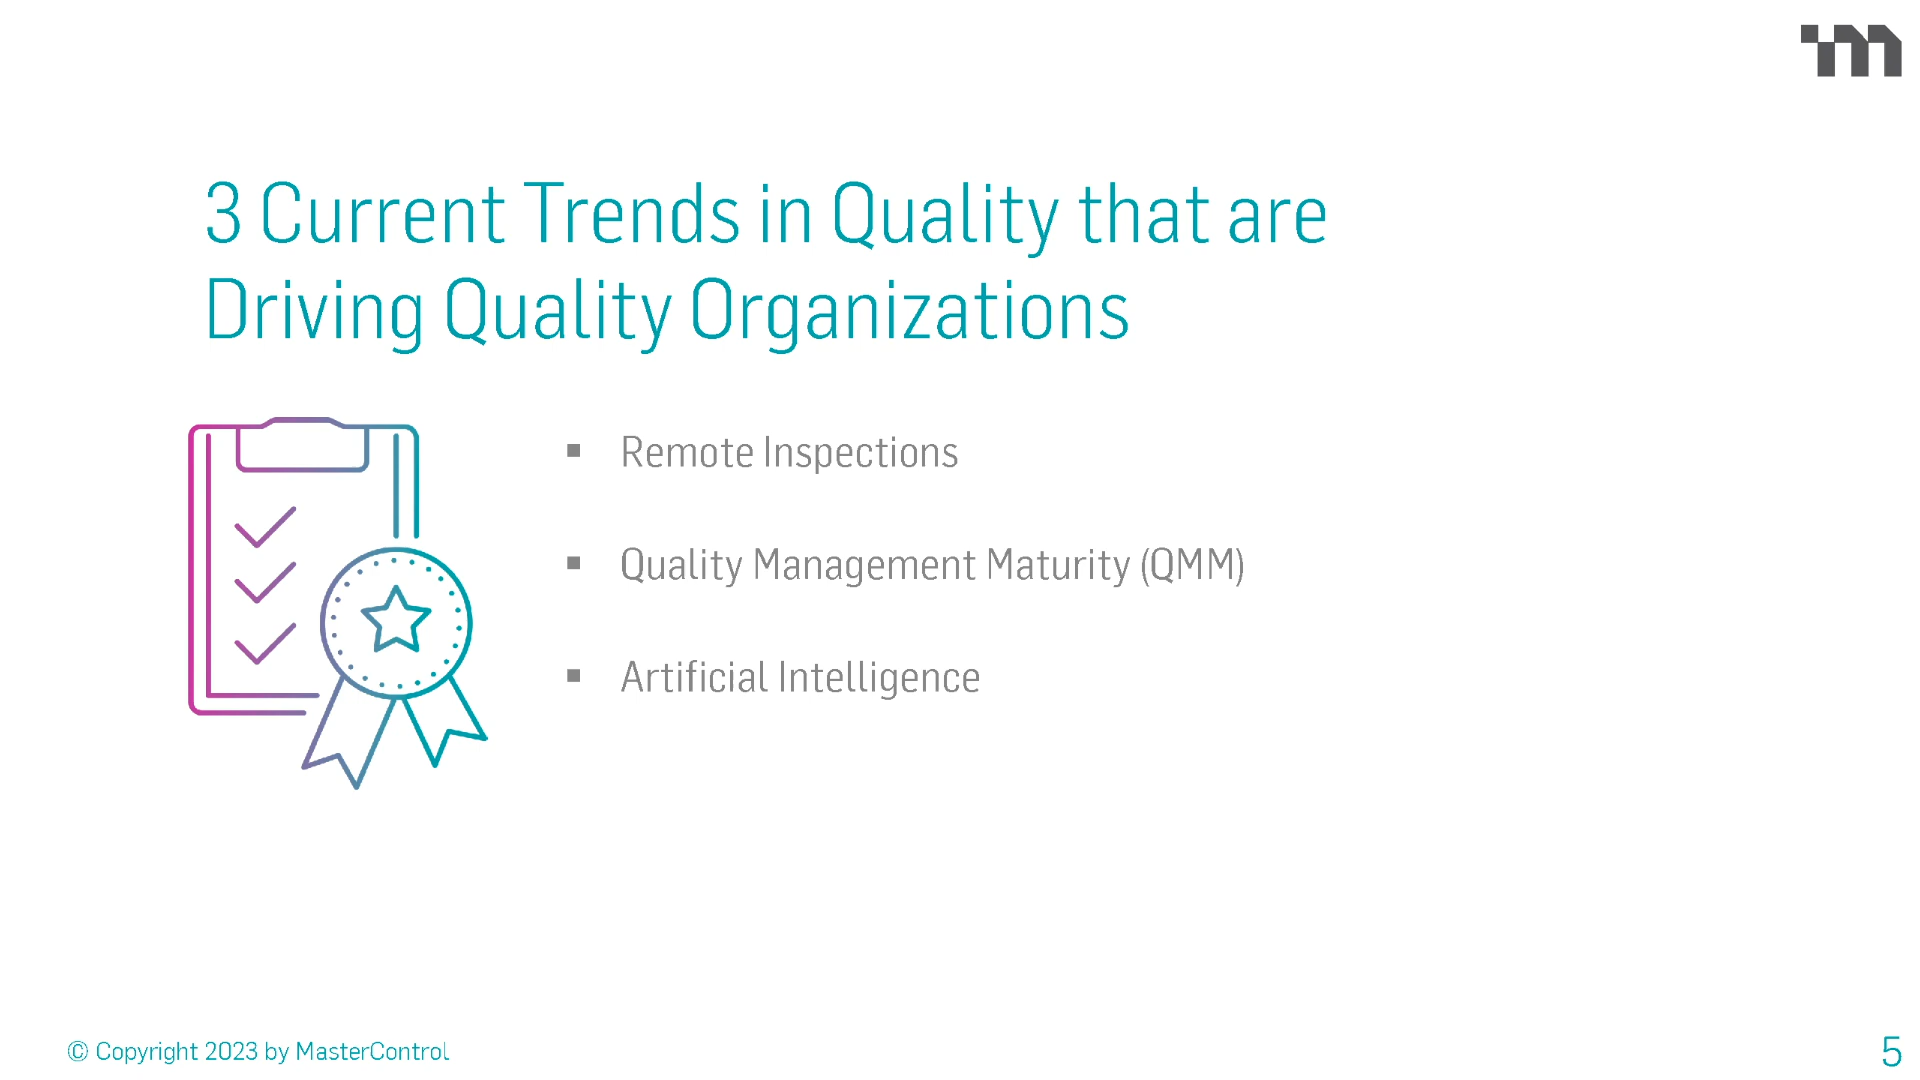 3 Current Trends in Quality that are
Driving Quality Organizations
▪ Remote Inspections
▪ Quality Management Maturity (QMM)
▪ Artificial Intelligence
© Copyright 2023 by MasterControl
5